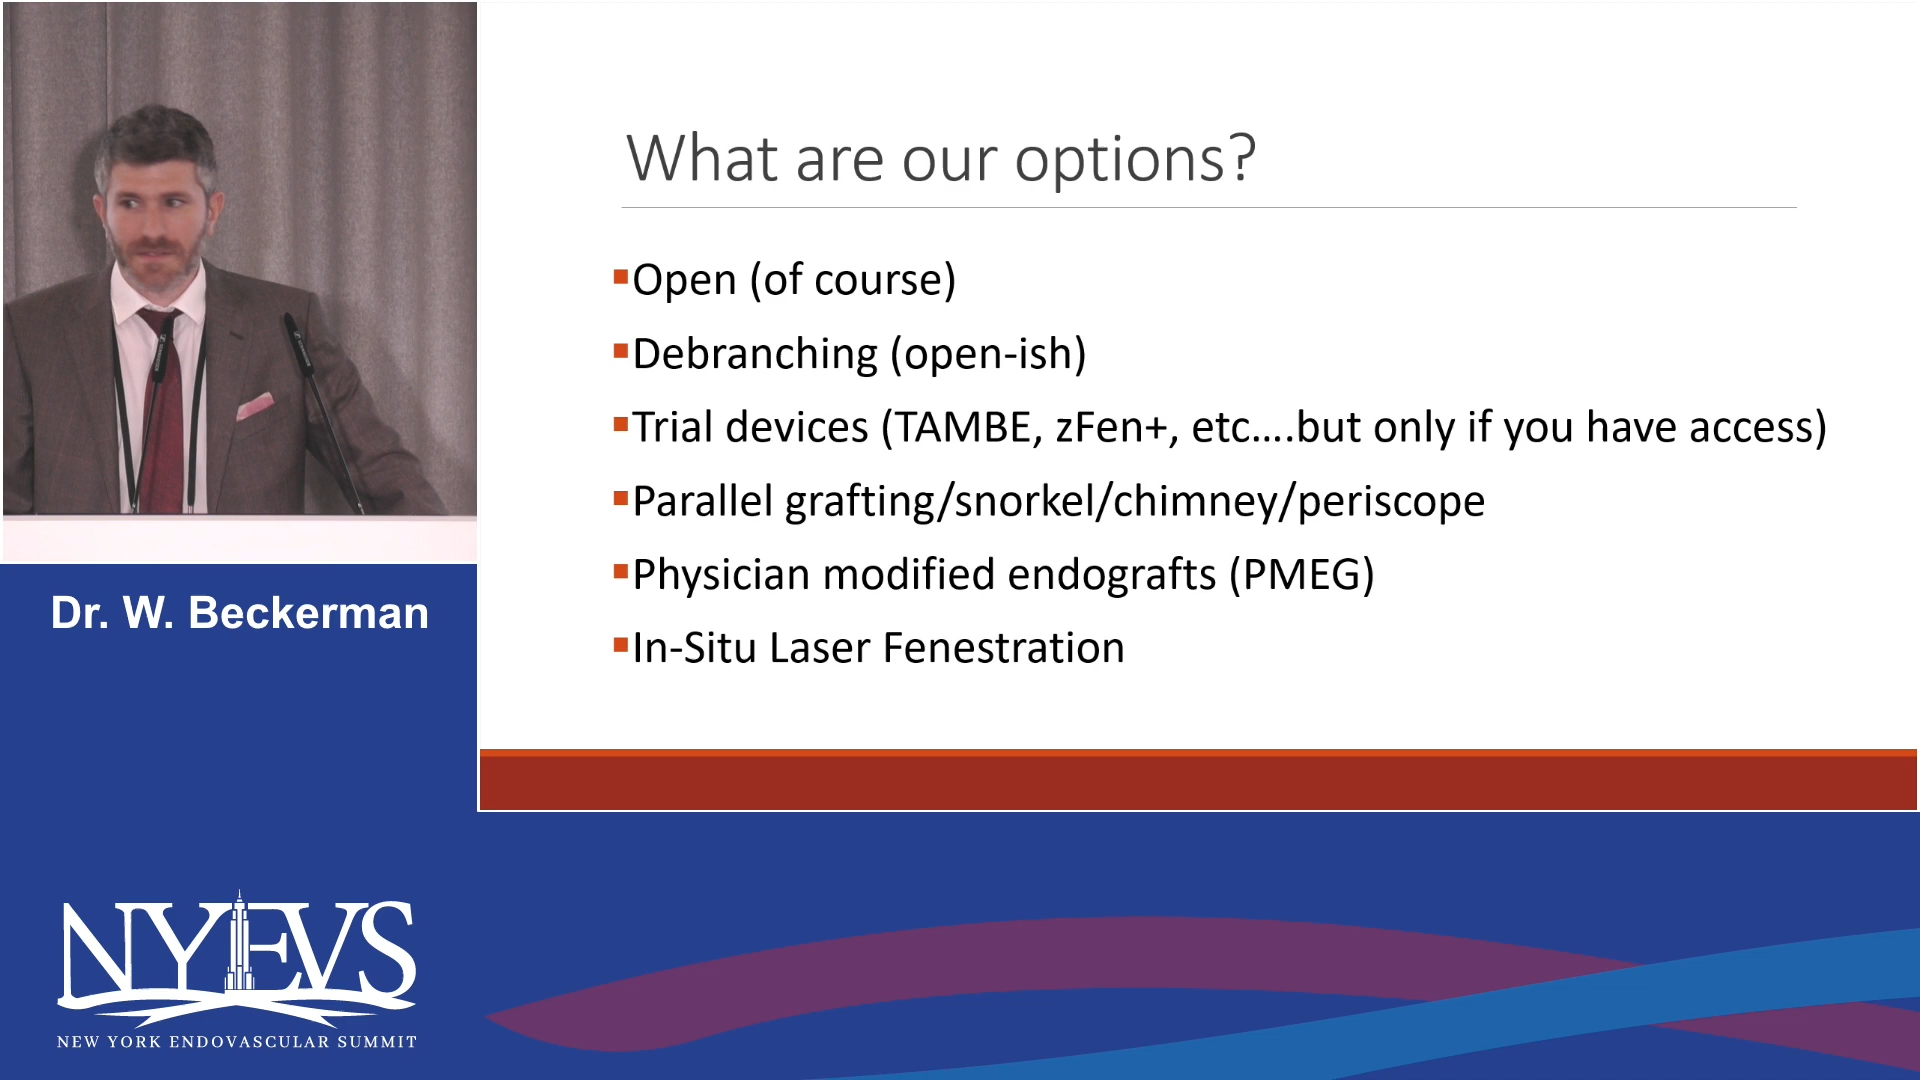 What are our options?
▪Open (of course)
▪Debranching (open-ish)
▪Trial devices (TAMBE, zFen+, etc….but only if you have access)
▪Parallel grafting/snorkel/chimney/periscope
▪Physician modified endografts (PMEG)
▪In-Situ Laser Fenestration
Dr. W. Beckerman
NYEVS
NEW YORK ENDOVASCULAR SUMMIT